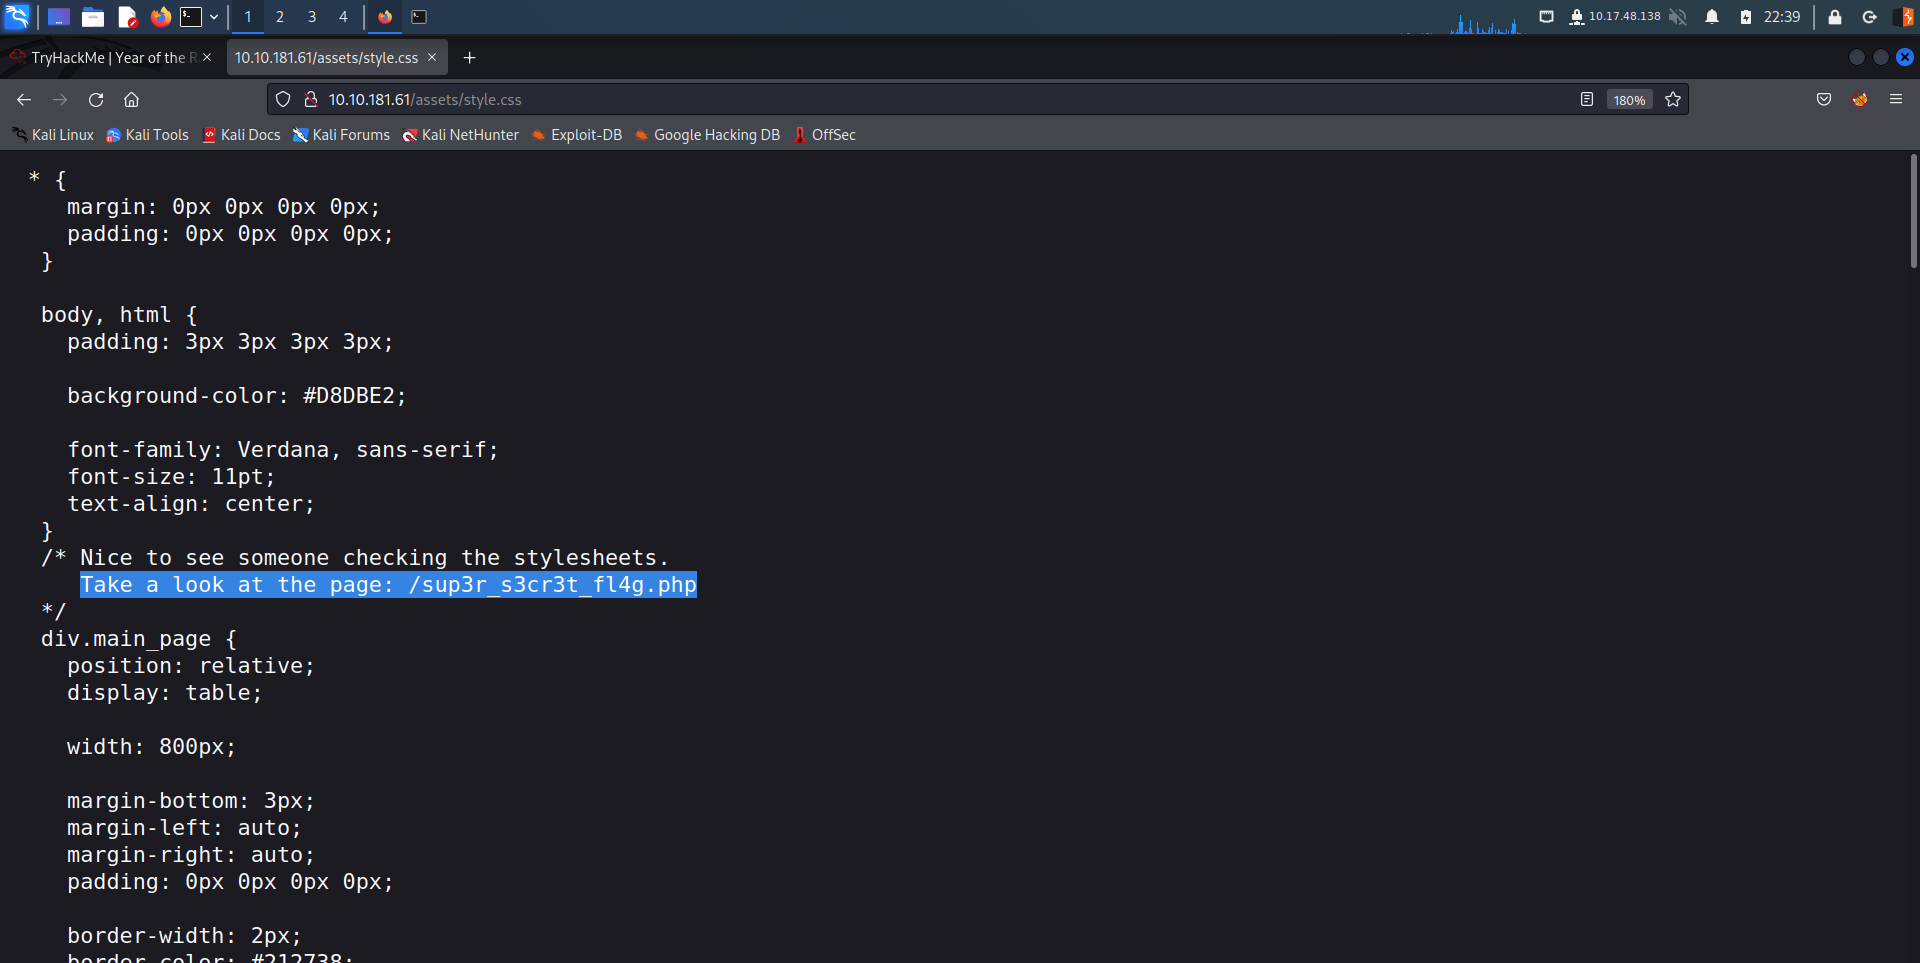 1 2 3 4 10.17.48.138 22:39
TryHackMe | Year of the R 10.10.181.61/assets/style.css
10.10.181.61/assets/style.css 180%
Kali Linux Kali Tools Kali Docs Kali Forums Kali NetHunter Exploit-DB Google Hacking DB OffSec
* {
margin: 0px 0px 0px 0px;
padding: 0px 0px 0px 0px;
}
body, html {
padding: 3px 3px 3px 3px;
background-color: #D8DBE2;
font-family: Verdana, sans-serif;
font-size: 11pt;
text-align: center;
}
/* Nice to see someone checking the stylesheets.
Take a look at the page: /sup3r_s3cr3t_fl4g.php
*/
div.main_page {
position: relative;
display: table;
width: 800px;
margin-bottom: 3px;
margin-left: auto;
margin-right: auto;
padding: 0px 0px 0px 0px;
border-width: 2px;
border-color: #212738;